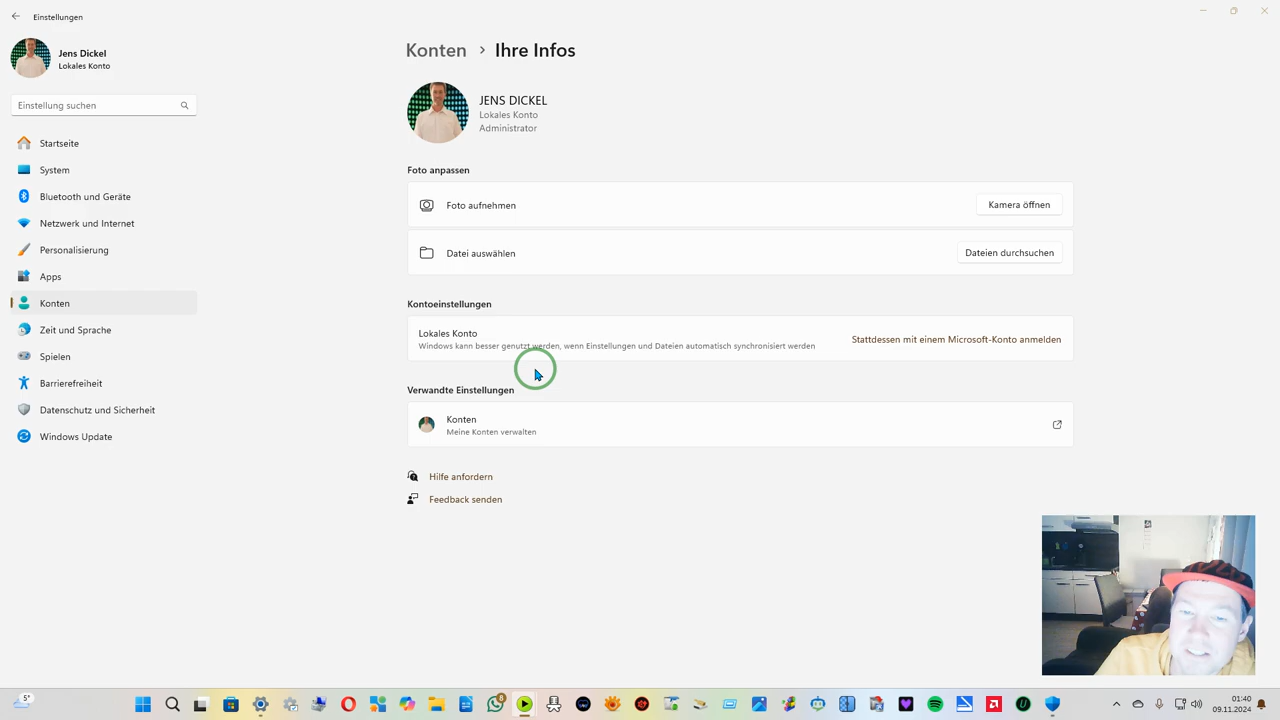 Einstellungen
Jens Dickel
Lokales Konto
Einstellung suchen
Startseite
System
Bluetooth und Geräte
Netzwerk und Internet
Personalisierung
Apps
Konten
Zeit und Sprache
Spielen
Barrierefreiheit
Datenschutz und Sicherheit
Windows Update
Konten > Ihre Infos
JENS DICKEL
Lokales Konto
Administrator
Foto anpassen
Foto aufnehmen
Kamera öffnen
Datei auswählen
Dateien durchsuchen
Kontoeinstellungen
Lokales Konto
Windows kann besser genutzt werden, wenn Einstellungen und Dateien automatisch synchronisiert werden
Stattdessen mit einem Microsoft-Konto anmelden
Verwandte Einstellungen
Konten
Meine Konten verwalten
Hilfe anfordern
Feedback senden
5°
8
01:40
09.11.2024